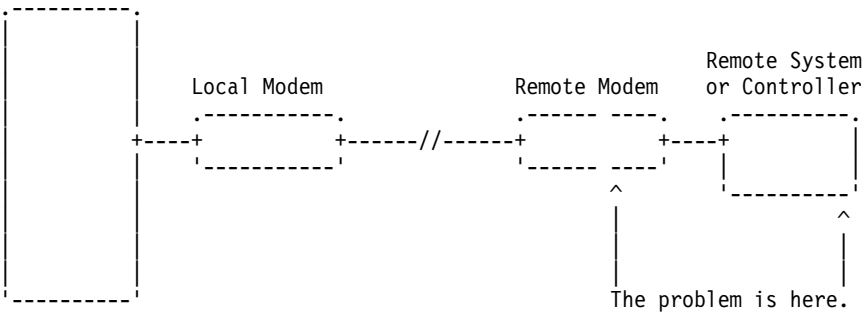 Remote System
Local Modem Remote Modem or Controller
The problem is here.